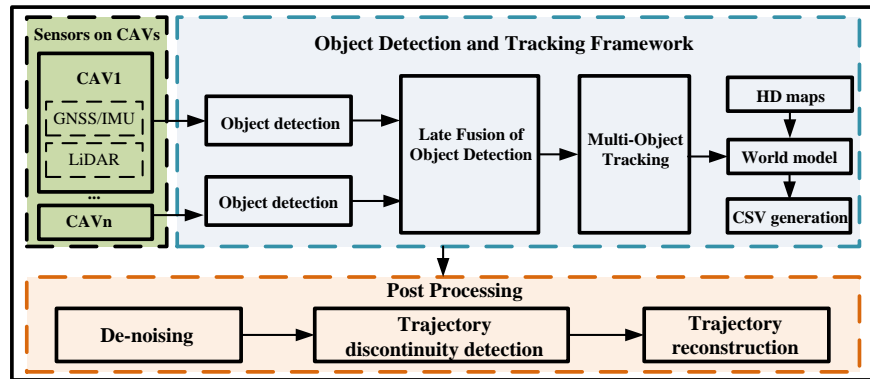 Sensors on CAVs
CAV1
GNSS/IMU
LiDAR
...
CAVn
Object Detection and Tracking Framework
Object detection
Object detection
Late Fusion of
Object Detection
Multi-Object
Tracking
HD maps
World model
CSV generation
Post Processing
De-noising
Trajectory
discontinuity detection
Trajectory
reconstruction